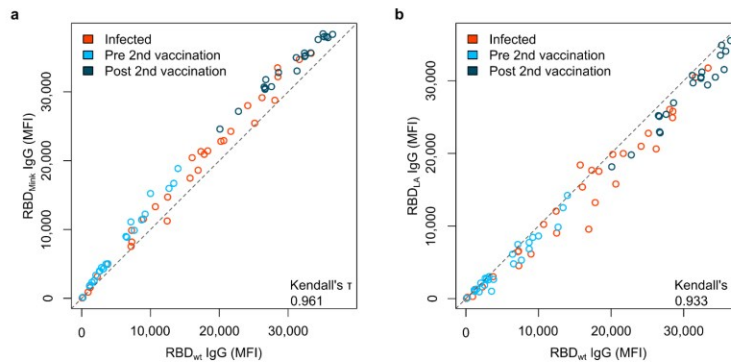 a
Infected
Pre 2nd vaccination
Post 2nd vaccination
RBDMink IgG (MFI)
30,000
20,000
10,000
0
Kendall's τ
0.961
0
10,000
20,000
30,000
RBDwt IgG (MFI)
b
Infected
Pre 2nd vaccination
Post 2nd vaccination
RBDLA IgG (MFI)
30,000
20,000
10,000
0
Kendall's
0.933
0
10,000
20,000
30,000
RBDwt IgG (MFI)